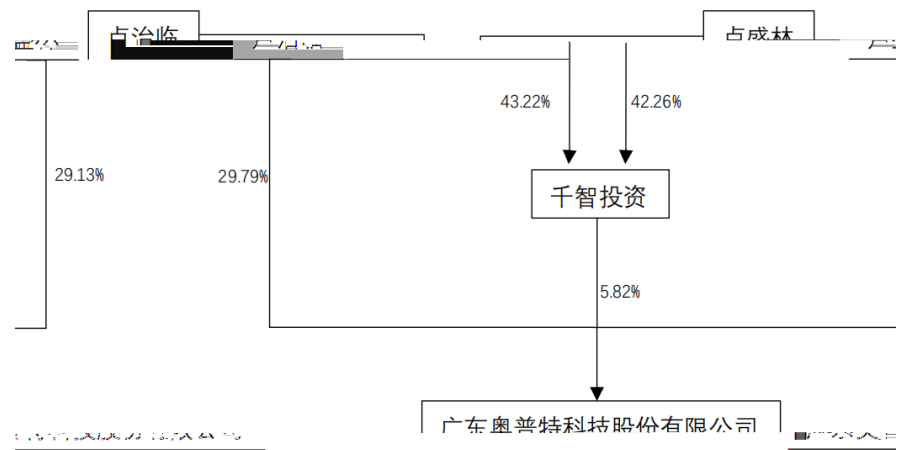 卢治临
卢盛林
43.22%
42.26%
29.13%
29.79%
千智投资
5.82%
广东奥普特科技股份有限公司